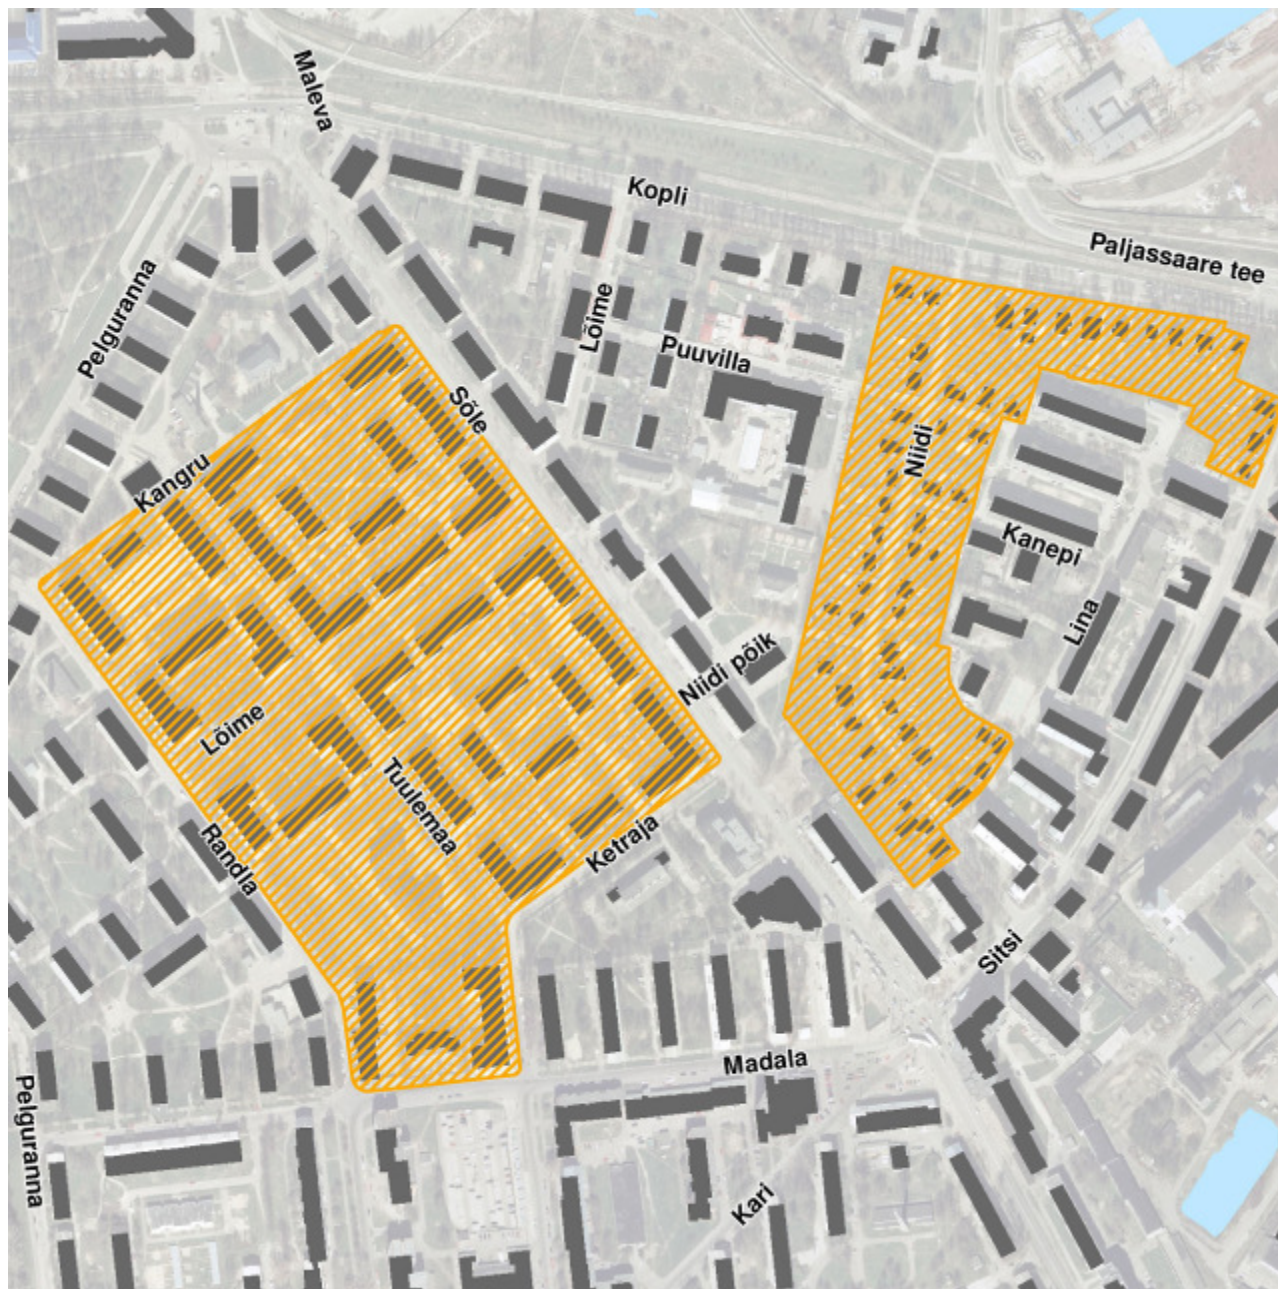 Maleva
Kopli
Paljassaare tee
Pelguranna
Lõime
Puuvilla
Sõle
Niidi
Kangru
Kanepi
Lina
Niidi põik
Lõime
Tuulemaa
Randla
Ketraja
Sitsi
Madala
Pelguranna
Kari